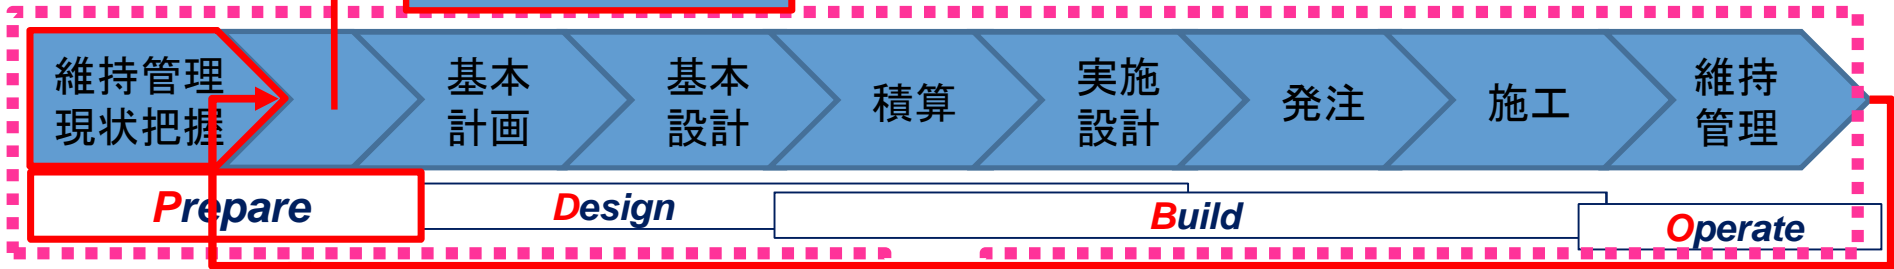 維持管理
現状把握
基本
計画
基本
設計
積算
実施
設計
発注
施工
維持
管理
Prepare
Design
Build
Operate